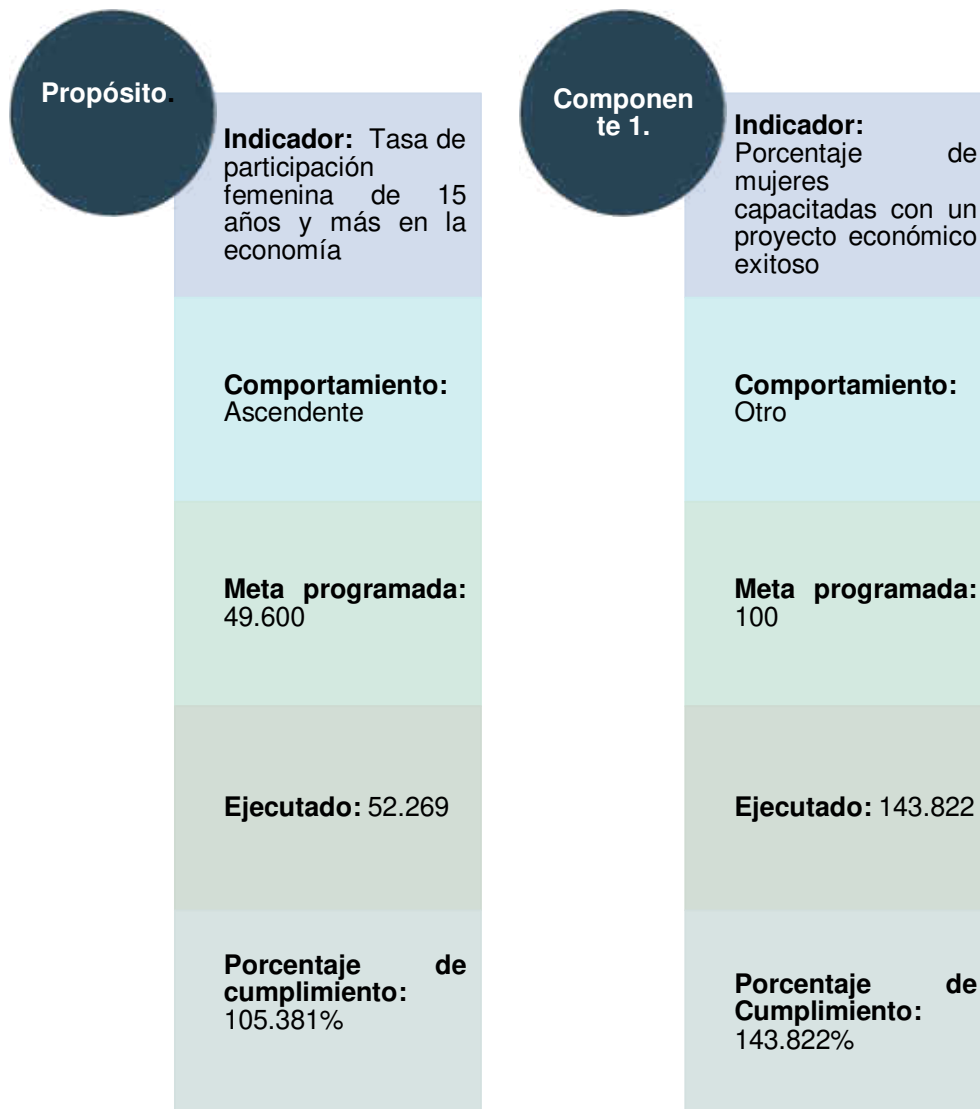 Propósito.
Indicador: Tasa de
participación
femenina de 15
años y más en la
economía
Comportamiento:
Ascendente
Meta programada:
49.600
Ejecutado: 52.269
Porcentaje de
cumplimiento:
105.381%
Componen
te 1.
Indicador:
Porcentaje de
mujeres
capacitadas con un
proyecto económico
exitoso
Comportamiento:
Otro
Meta programada:
100
Ejecutado: 143.822
Porcentaje de
Cumplimiento:
143.822%